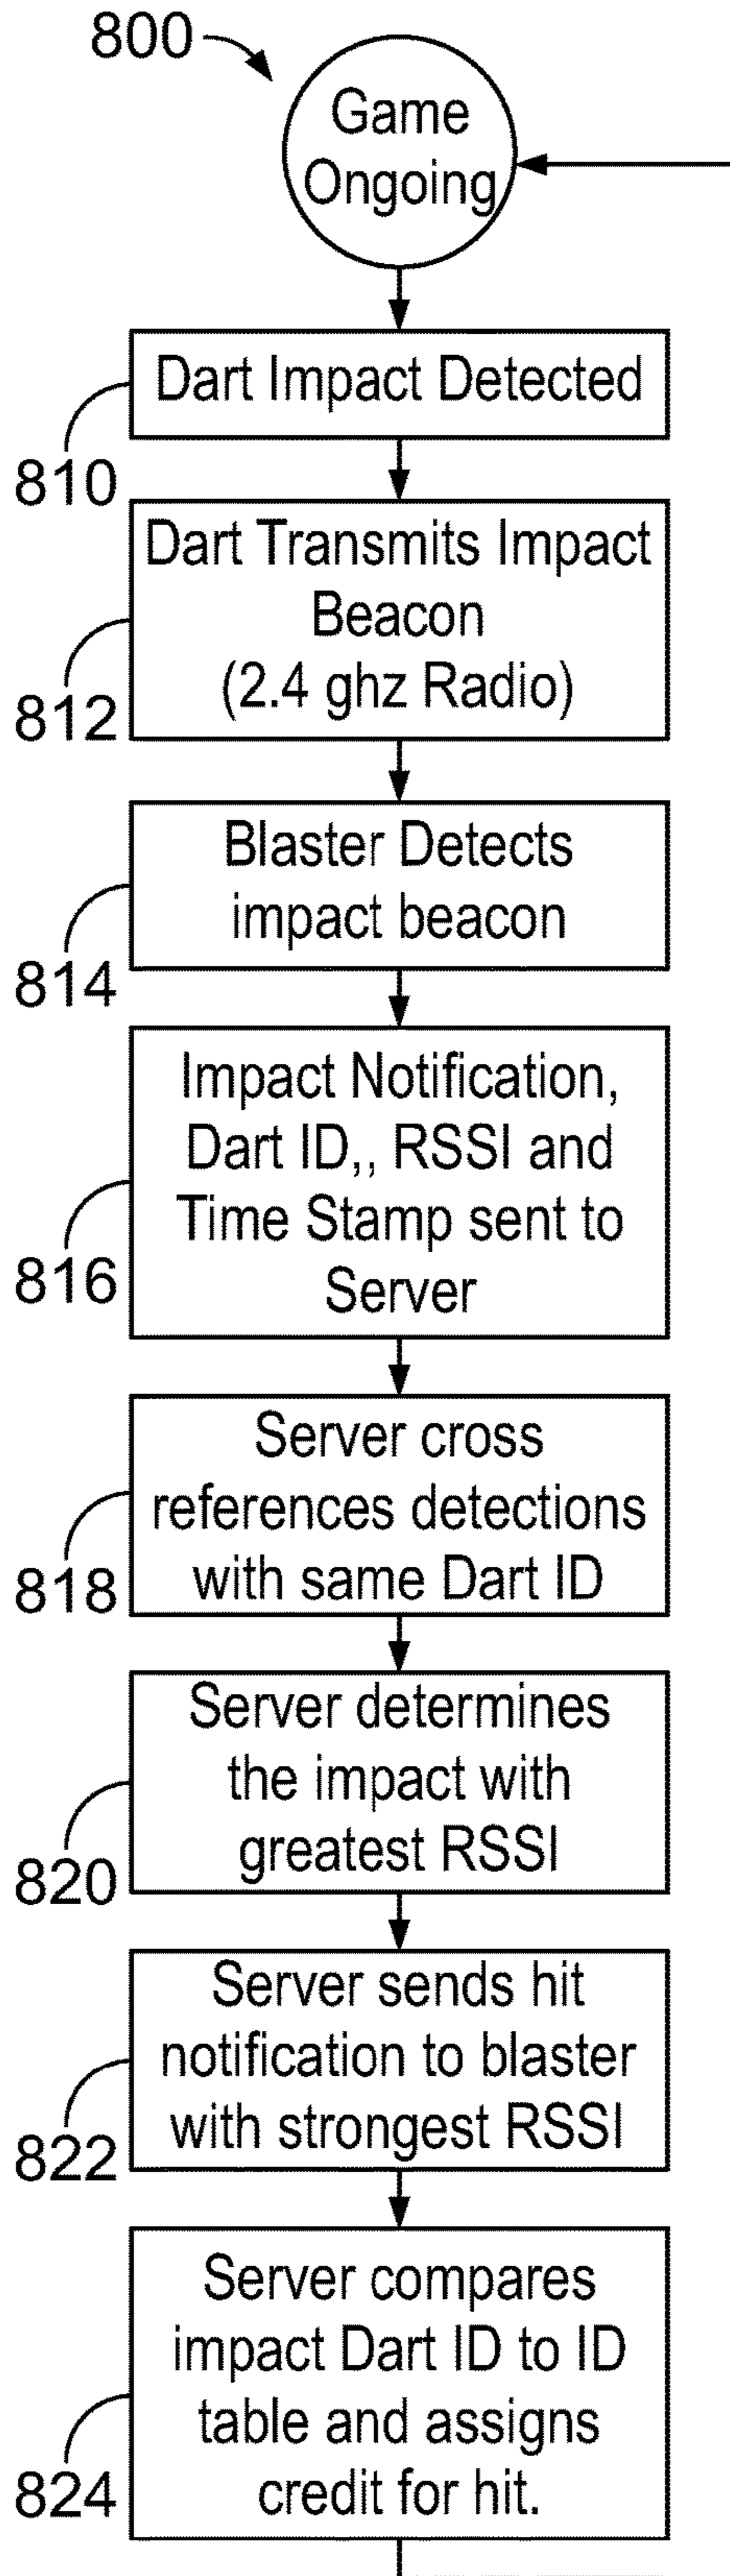 800
Game
Ongoing
Dart Impact Detected
810
Dart Transmits Impact
Beacon
(2.4 ghz Radio)
812
Blaster Detects
impact beacon
814
Impact Notification,
Dart ID,, RSSI and
Time Stamp sent to
Server
816
Server cross
references detections
with same Dart ID
818
Server determines
the impact with
greatest RSSI
820
Server sends hit
notification to blaster
with strongest RSSI
822
Server compares
impact Dart ID to ID
table and assigns
credit for hit.
824